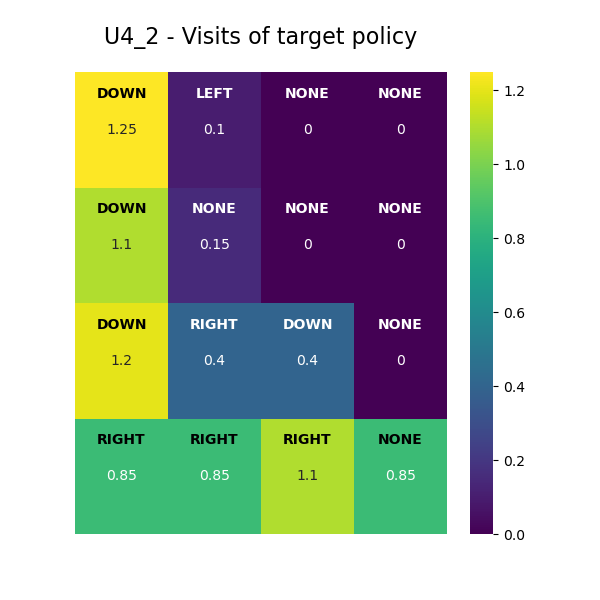 U4_2 - Visits of target policy
DOWN LEFT NONE NONE
1.25 0.1 0 0
DOWN NONE NONE NONE
1.1 0.15 0 0
DOWN RIGHT DOWN NONE
1.2 0.4 0.4 0
RIGHT RIGHT RIGHT NONE
0.85 0.85 1.1 0.85
1.2
1.0
0.8
0.6
0.4
0.2
0.0